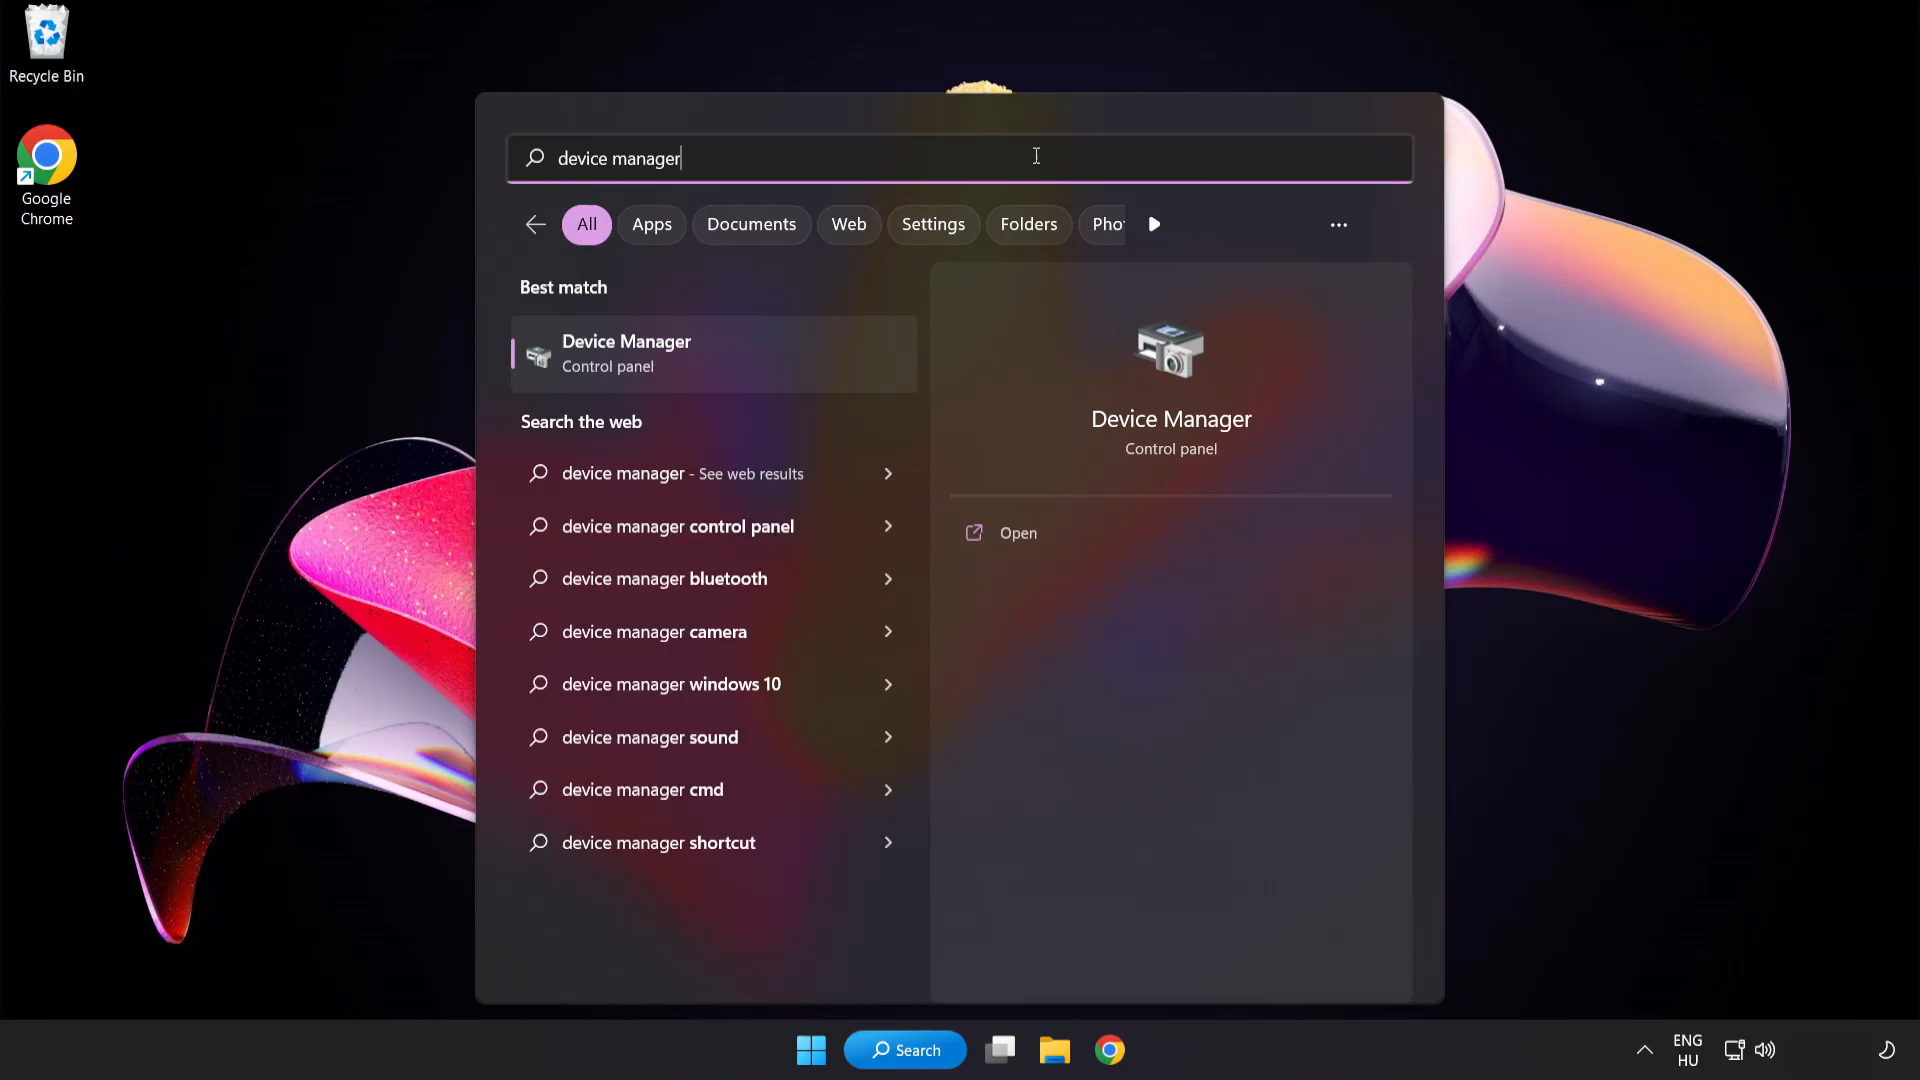 Recycle Bin
Google
Chrome
device manager
All
Apps
Documents
Web
Settings
Folders
Pho
Best match
Device Manager
Control panel
Search the web
device manager - See web results
device manager control panel
device manager bluetooth
device manager camera
device manager windows 10
device manager sound
device manager cmd
device manager shortcut
Device Manager
Control panel
Open
Search
ENG
HU